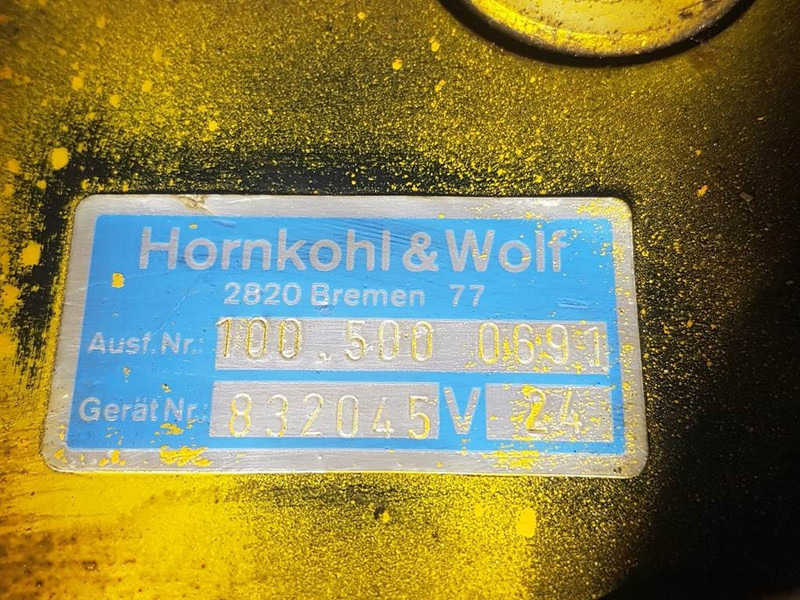 Hornkohl & Wolf
2820 Bremen 77
Ausf.Nr.: 100,500 0691
Gerät Nr.: 832045 V 24